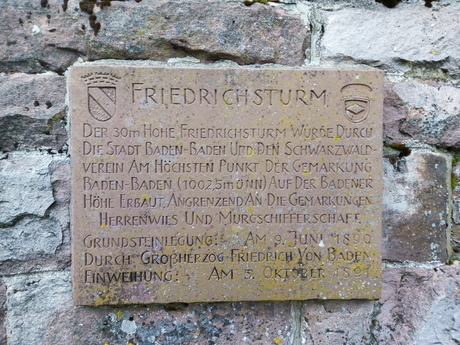 FRIEDRICHSTURM
DER 30m HOHE FRIEDRICHSTURM WURDE DURCH
DIE STADT BADEN-BADEN UND DEN SCHWARZWALD-
VEREIN AM HÖCHSTEN PUNKT DER GEMARKUNG
BADEN-BADEN (1002,5m ü NN) AUF DER BADENER
HÖHE ERBAUT, ANGRENZEND AN DIE GEMARKUNGEN
HERRENWIES UND MURGSCHIFFERSCHAFT.
GRUNDSTEINLEGUNG: AM 9. JUNI 1890
DURCH GROßHERZOG FRIEDRICH VON BADEN
EINWEIHUNG: AM 5. OKTOBER 1891